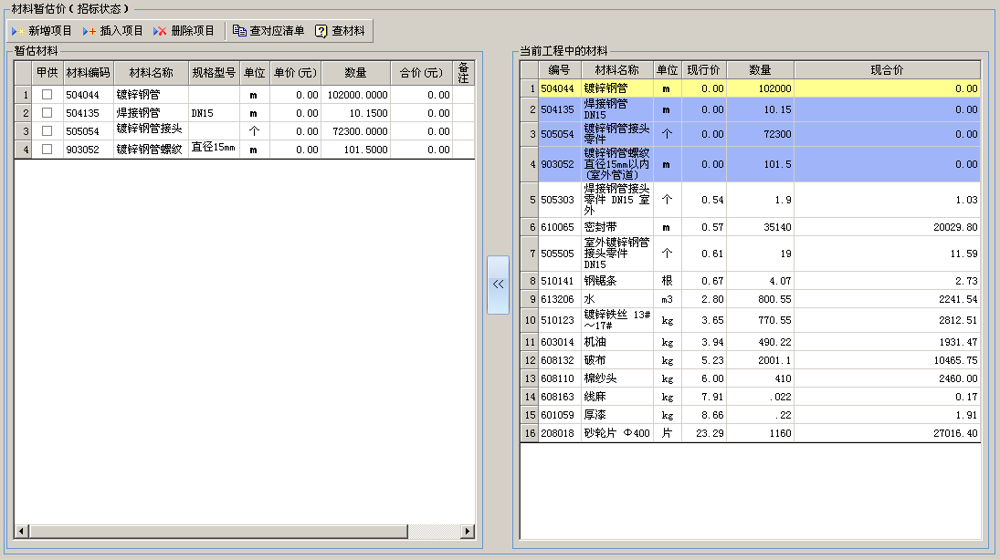 材料暂估价(招标状态)
新增项目 插入项目 删除项目 查对应清单 查材料
暂估材料
甲供 材料编码 材料名称 规格型号 单位 单价(元) 数量 合价(元) 备注
1 504044 镀锌钢管 m 0.00 102000.0000 0.00
2 504135 焊接钢管 DN15 m 0.00 10.1500 0.00
3 505054 镀锌钢管接头 个 0.00 72300.0000 0.00
4 903052 镀锌钢管螺纹 直径15mm m 0.00 101.5000 0.00
<<
当前工程中的材料
编号 材料名称 单位 现行价 数量 现合价
1 504044 镀锌钢管 m 0.00 102000 0.00
2 504135 焊接钢管 DN15 m 0.00 10.15 0.00
3 505054 镀锌钢管接头零件 个 0.00 72300 0.00
4 903052 镀锌钢管螺纹直径15mm以内(室外管道) m 0.00 101.5 0.00
5 505303 焊接钢管接头零件 DN15 室外 个 0.54 1.9 1.03
6 610065 密封带 m 0.57 35140 20029.80
7 505505 室外镀锌钢管接头零件 DN15 个 0.61 19 11.59
8 510141 钢锯条 根 0.67 4.07 2.73
9 613206 水 m3 2.80 800.55 2241.54
10 510123 镀锌铁丝 13#～17# kg 3.65 770.55 2812.51
11 603014 机油 kg 3.94 490.22 1931.47
12 608132 破布 kg 5.23 2001.1 10465.75
13 608110 棉纱头 kg 6.00 410 2460.00
14 608163 线麻 kg 7.91 .022 0.17
15 601059 厚漆 kg 8.66 .22 1.91
16 208018 砂轮片 Φ400 片 23.29 1160 27016.40